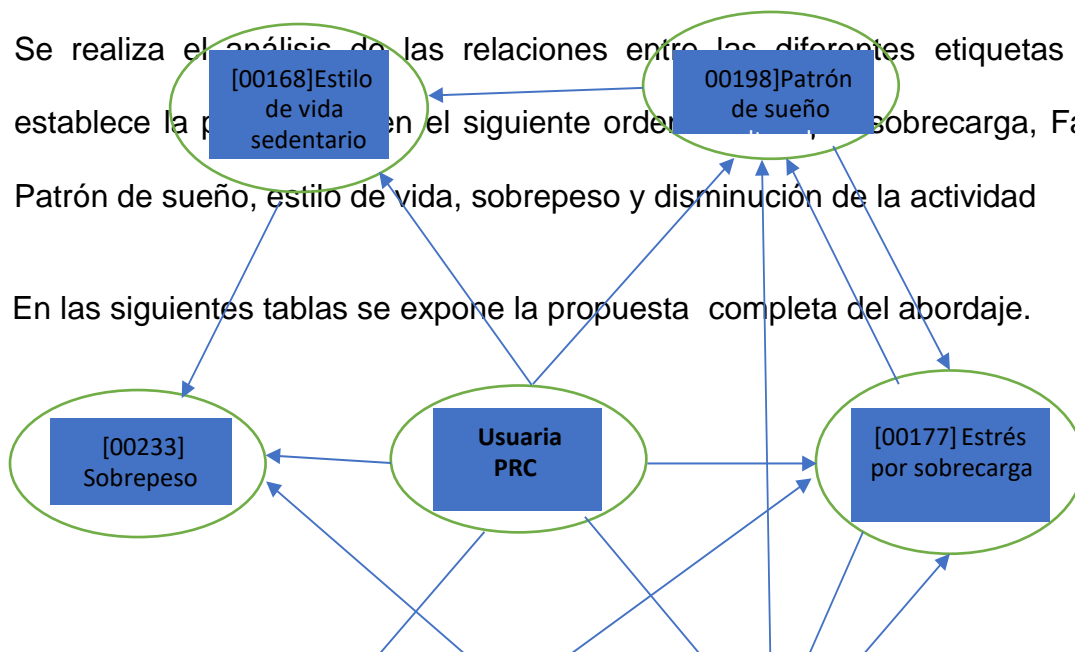 Se realiza el análisis de las relaciones entre las diferentes etiquetas
establece la en el siguiente orden sobrecarga,
Patrón de sueño, estilo de vida, sobrepeso y disminución de la actividad
En las siguientes tablas se expone la propuesta completa del abordaje.
[00168]Estilo
de vida
sedentario
00198]Patrón
de sueño
[00233]
Sobrepeso
Usuaria
PRC
[00177] Estrés
por sobrecarga